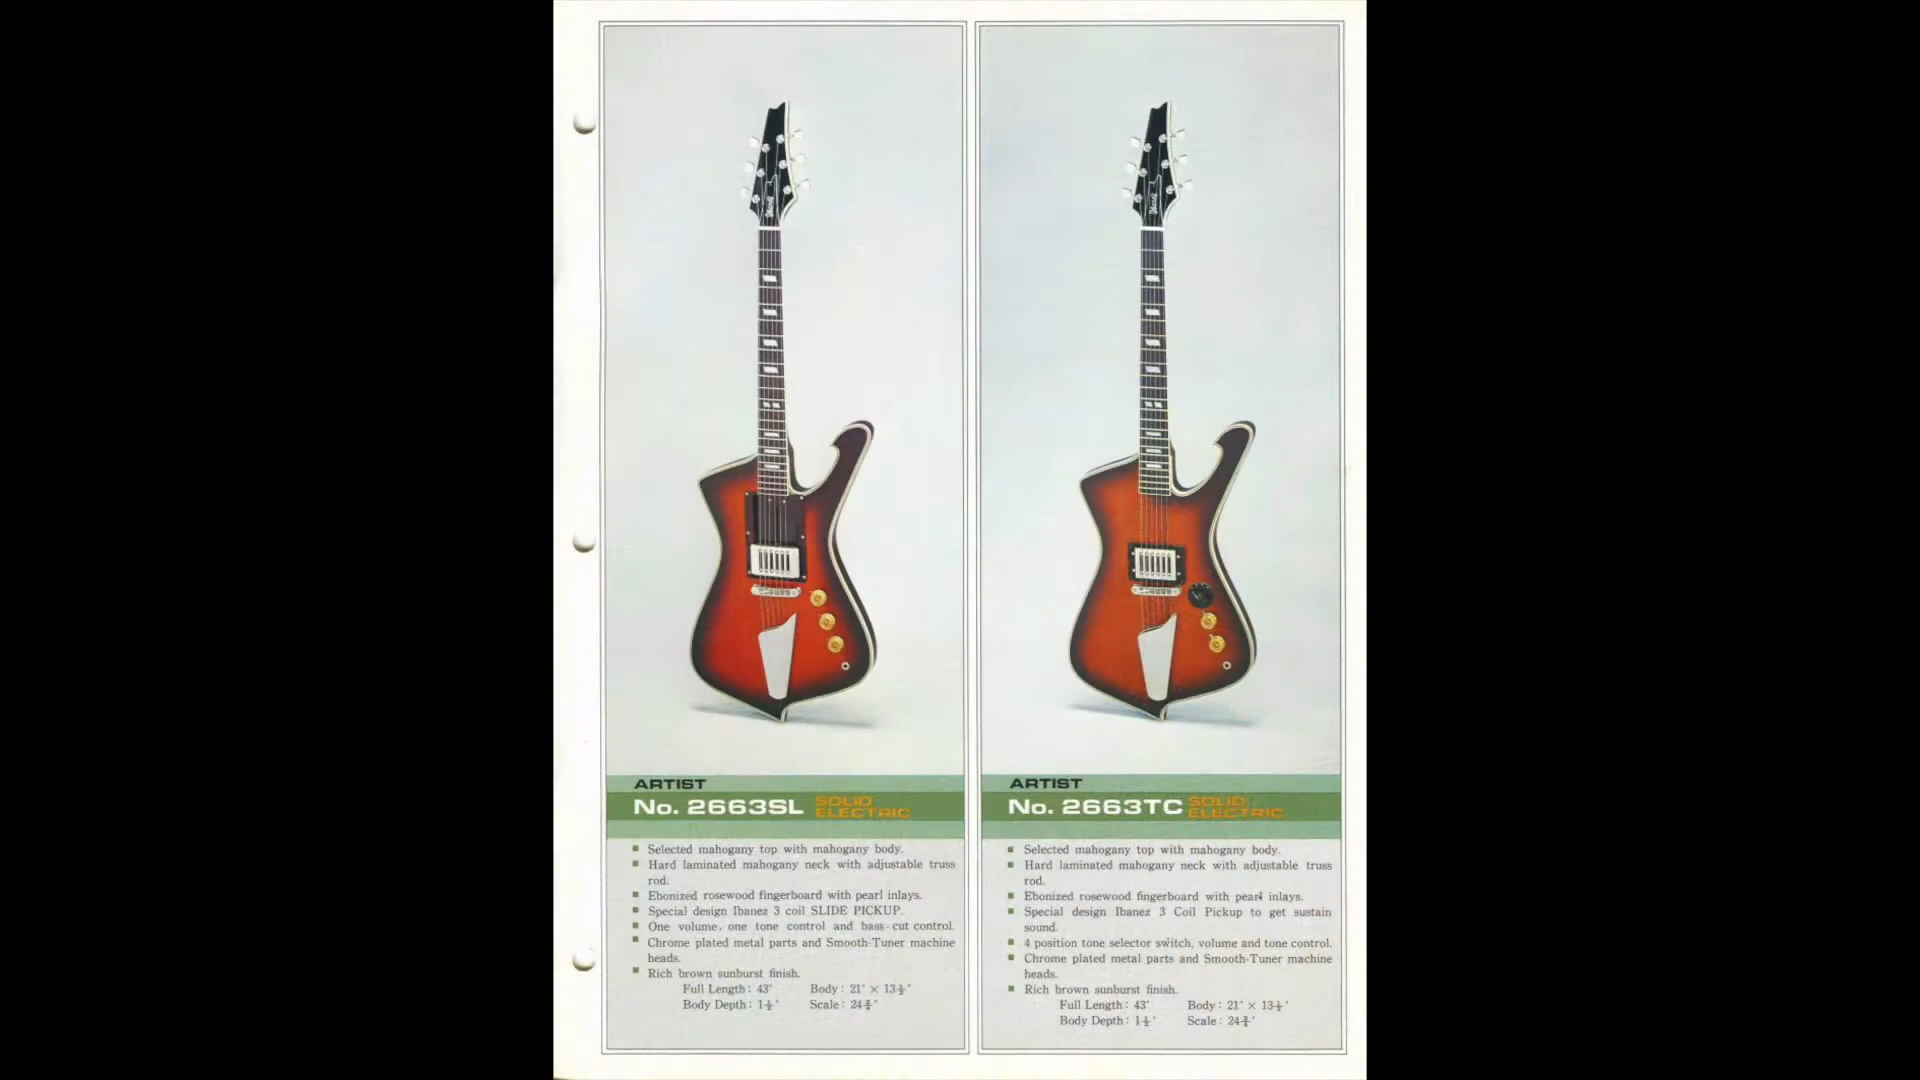 Ibanez
Ibanez
ARTIST
No. 2663SL SOLID ELECTRIC
■ Selected mahogany top with mahogany body.
■ Hard laminated mahogany neck with adjustable truss
rod.
■ Ebonized rosewood fingerboard with pearl inlays.
■ Special design Ibanez 3 coil SLIDE PICKUP.
■ One volume, one tone control and bass-cut control.
■ Chrome plated metal parts and Smooth-Tuner machine
heads.
■ Rich brown sunburst finish.
Full Length : 43" Body : 21" × 13½"
Body Depth : 1½" Scale : 24¾"
ARTIST
No. 2663TC SOLID ELECTRIC
■ Selected mahogany top with mahogany body.
■ Hard laminated mahogany neck with adjustable truss
rod.
■ Ebonized rosewood fingerboard with pearl inlays.
■ Special design Ibanez 3 Coil Pickup to get sustain
sound.
■ 4 position tone selector switch, volume and tone control.
■ Chrome plated metal parts and Smooth-Tuner machine
heads.
■ Rich brown sunburst finish.
Full Length : 43" Body : 21" × 13½"
Body Depth : 1½" Scale : 24¾"